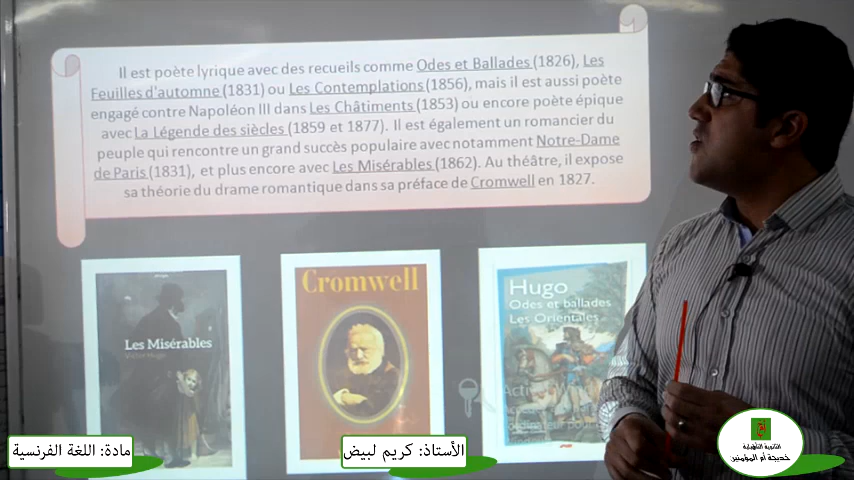 Il est poète lyrique avec des recueils comme Odes et Ballades (1826), Les
Feuilles d'automne (1831) ou Les Contemplations (1856), mais il est aussi poète
engagé contre Napoléon III dans Les Châtiments (1853) ou encore poète épique
avec La Légende des siècles (1859 et 1877). Il est également un romancier du
peuple qui rencontre un grand succès populaire avec notamment Notre-Dame
de Paris (1831), et plus encore avec Les Misérables (1862). Au théâtre, il expose
sa théorie du drame romantique dans sa préface de Cromwell en 1827.
Les Misérables
Victor Hugo
Cromwell
Hugo
Odes et ballades
Les Orientales
مادة: اللغة الفرنسية
الأستاذ: كريم لبيض
الثانوية التأهيلية
خديجة أم المؤمنين